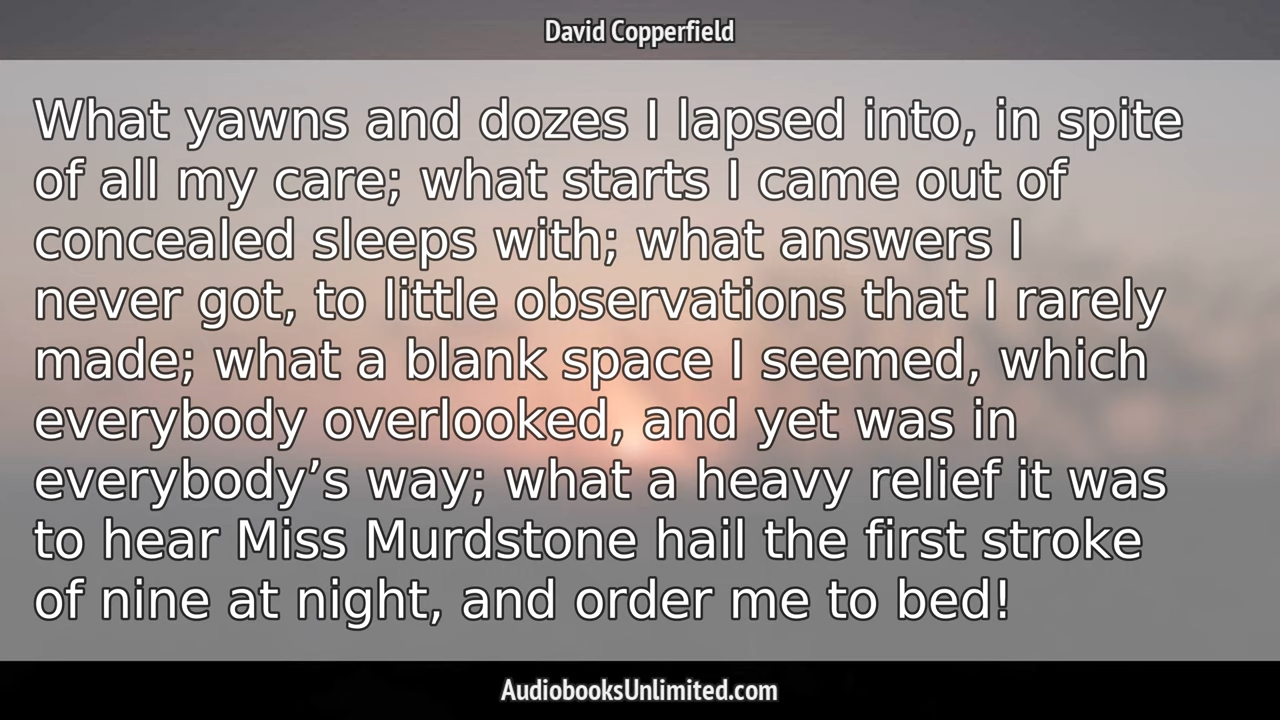 David Copperfield
What yawns and dozes I lapsed into, in spite
of all my care; what starts I came out of
concealed sleeps with; what answers I
never got, to little observations that I rarely
made; what a blank space I seemed, which
everybody overlooked, and yet was in
everybody’s way; what a heavy relief it was
to hear Miss Murdstone hail the first stroke
of nine at night, and order me to bed!
AudiobooksUnlimited.com